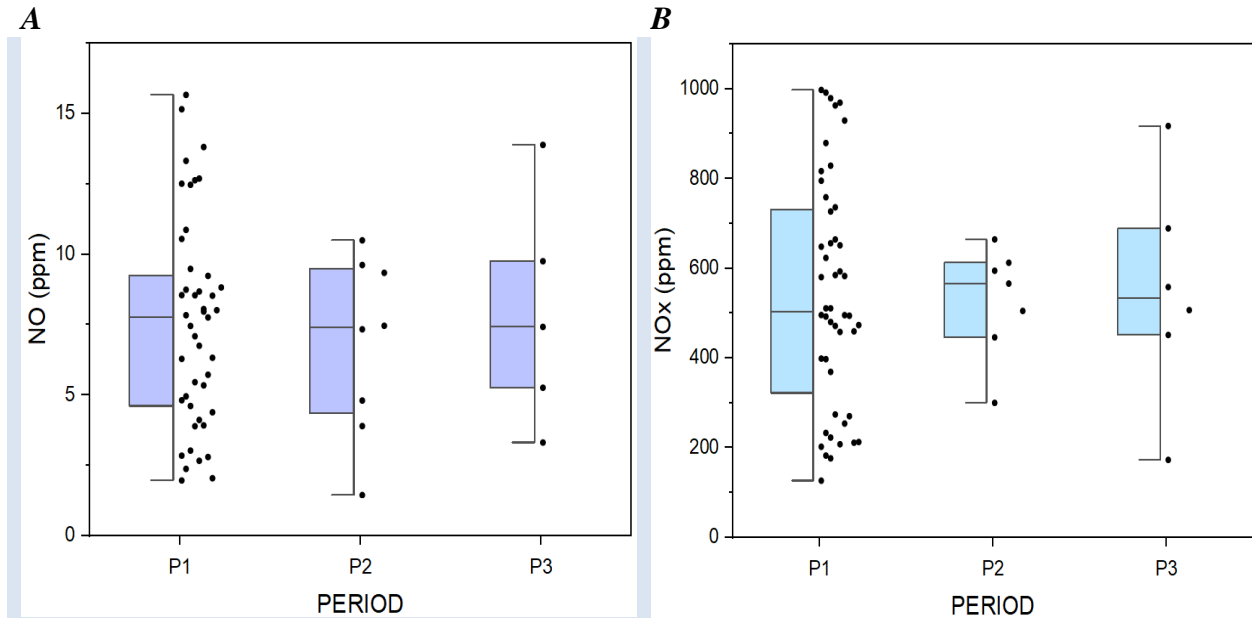 A
NO (ppm)
15
10
5
0
P1 P2 P3
PERIOD
B
NOx (ppm)
1000
800
600
400
200
0
P1 P2 P3
PERIOD